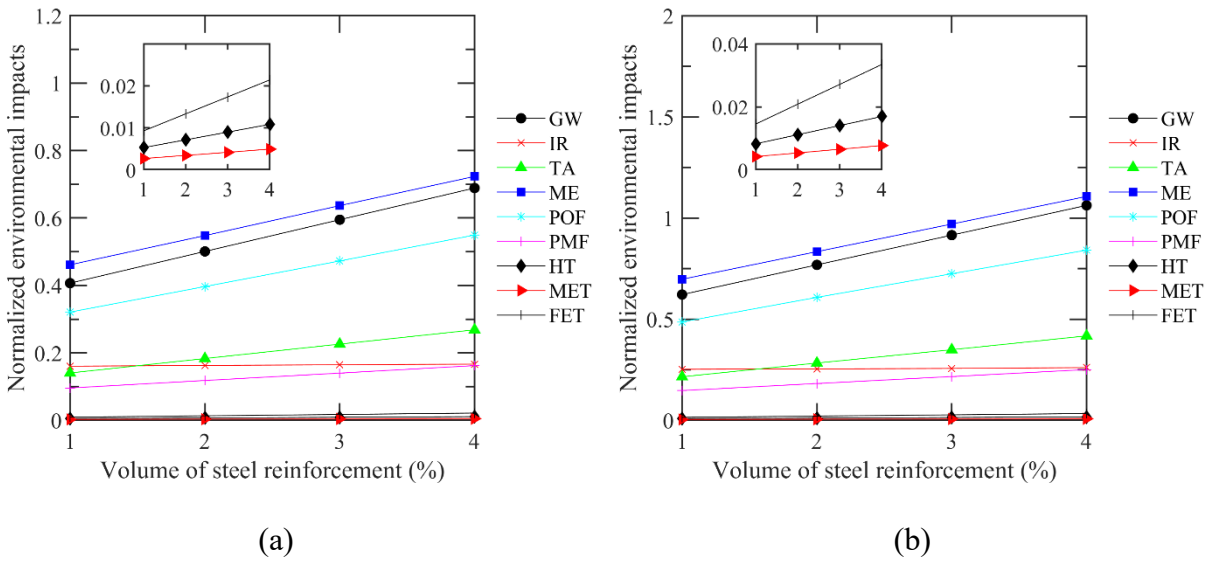 Normalized environmental impacts
1.2
1
0.8
0.6
0.4
0.2
0
1
2
3
4
Volume of steel reinforcement (%)
0.02
0.01
0
1
2
3
4
GW
IR
TA
ME
POF
PMF
HT
MET
FET
(a)
Normalized environmental impacts
2
1.5
1
0.5
0
1
2
3
4
Volume of steel reinforcement (%)
0.04
0.02
0
1
2
3
4
GW
IR
TA
ME
POF
PMF
HT
MET
FET
(b)